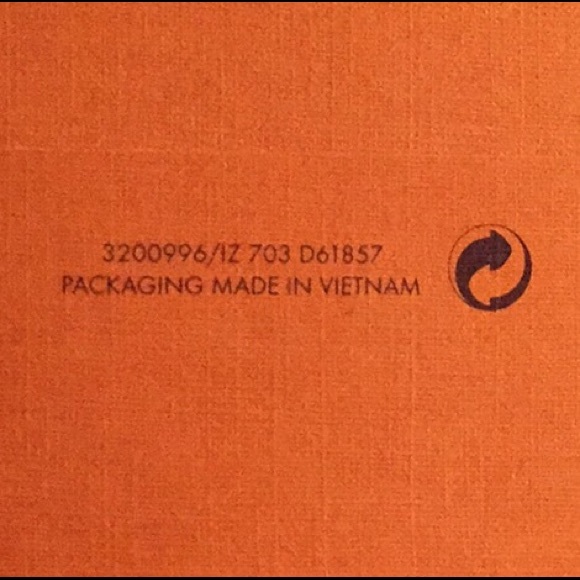 3200996/IZ 703 D61857
PACKAGING MADE IN VIETNAM